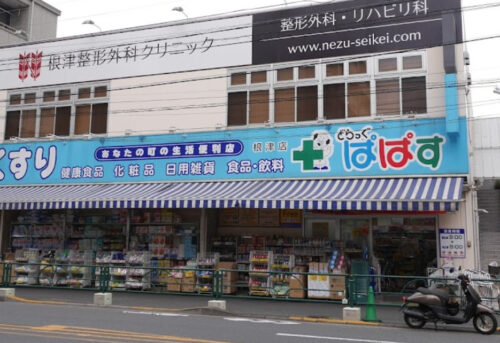 根津整形外科クリニック
整形外科・リハビリ科
www.nezu-seikei.com
くすり
あなたの町の生活便利店
健康食品 化粧品 日用雑貨 食品・飲料
根津店
どらっぐ
ぱぱす